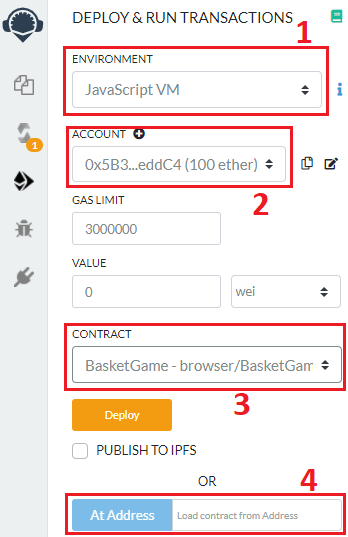 DEPLOY & RUN TRANSACTIONS
1
ENVIRONMENT
JavaScript VM
i
ACCOUNT
0x5B3...eddC4 (100 ether)
1
2
GAS LIMIT
3000000
VALUE
0 wei
CONTRACT
BasketGame - browser/BasketGam
3
Deploy
PUBLISH TO IPFS
OR
4
At Address Load contract from Address